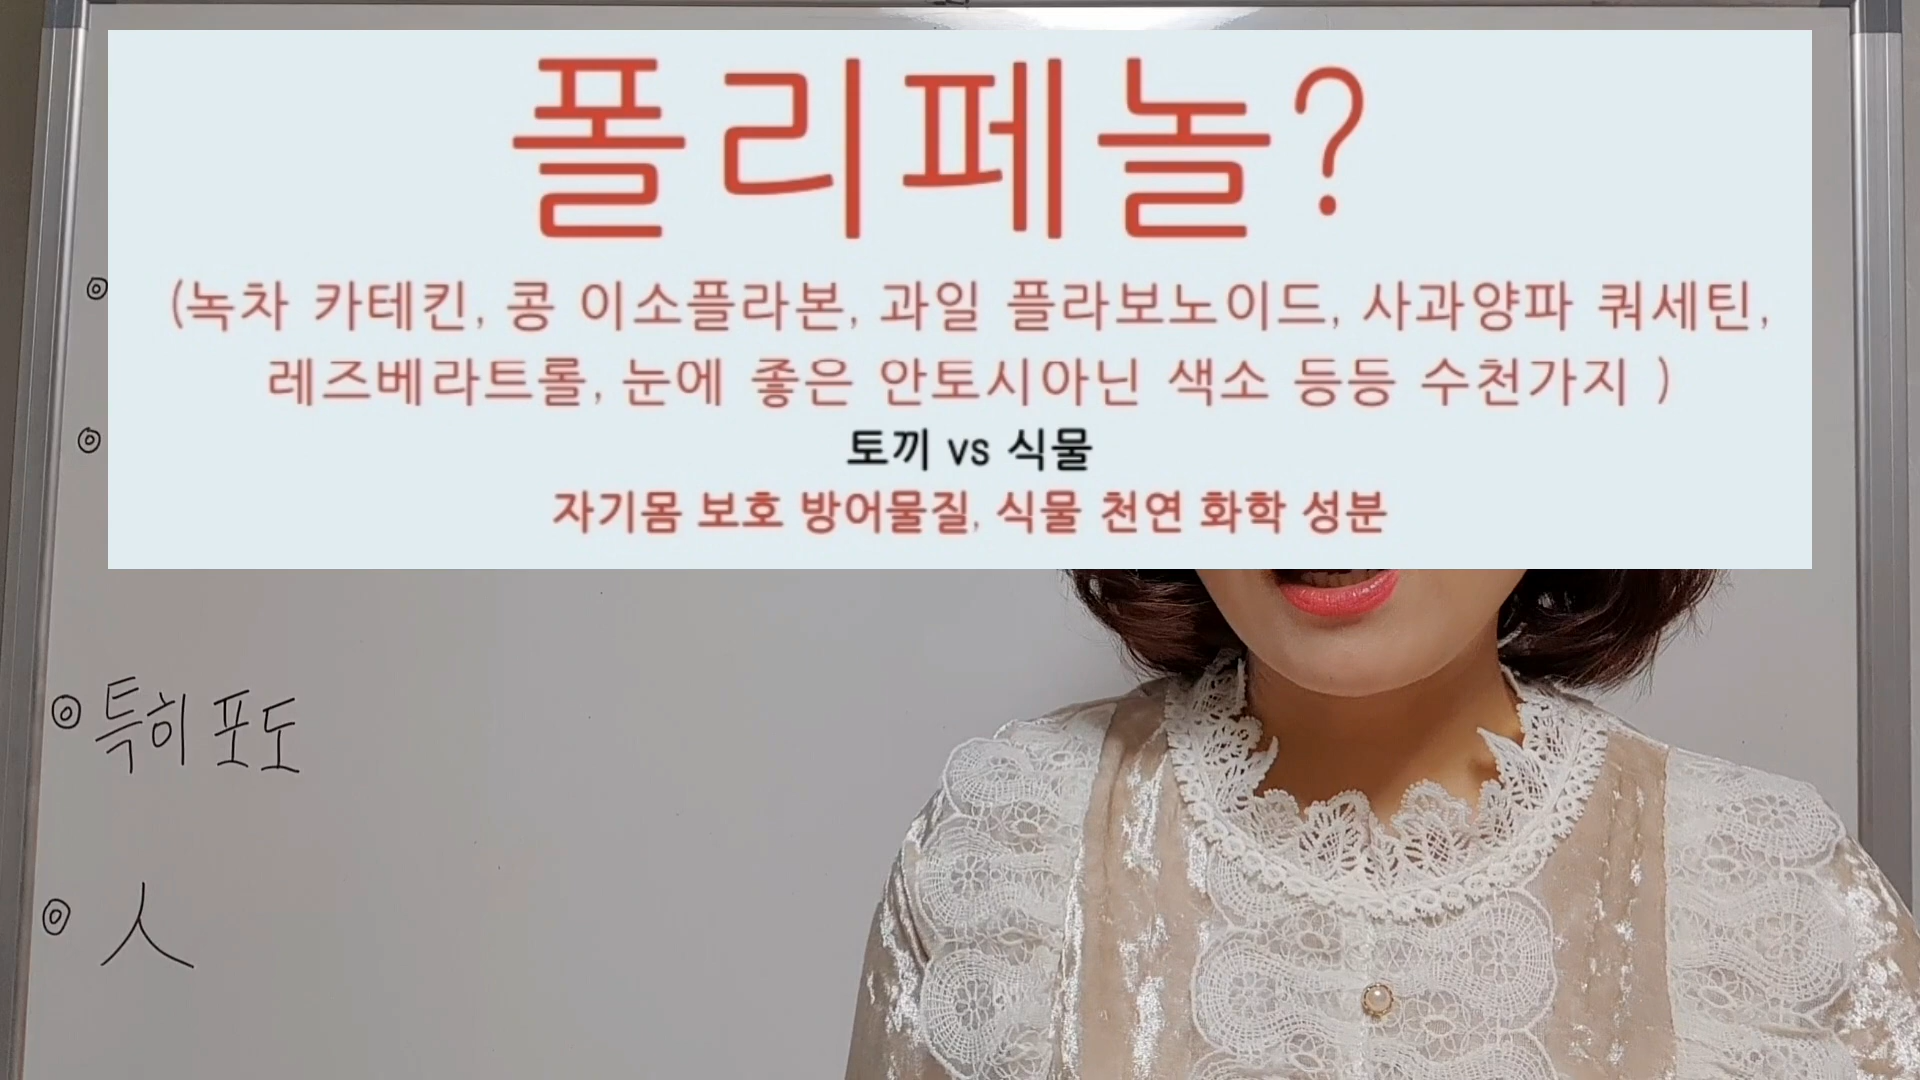 폴리페놀?
(녹차 카테킨, 콩 이소플라본, 과일 플라보노이드, 사과양파 쿼세틴,
레즈베라트롤, 눈에 좋은 안토시아닌 색소 등등 수천가지 )
토끼 vs 식물
자기몸 보호 방어물질, 식물 천연 화학 성분
◎
◎
◎ 특히 포도
◎ 人